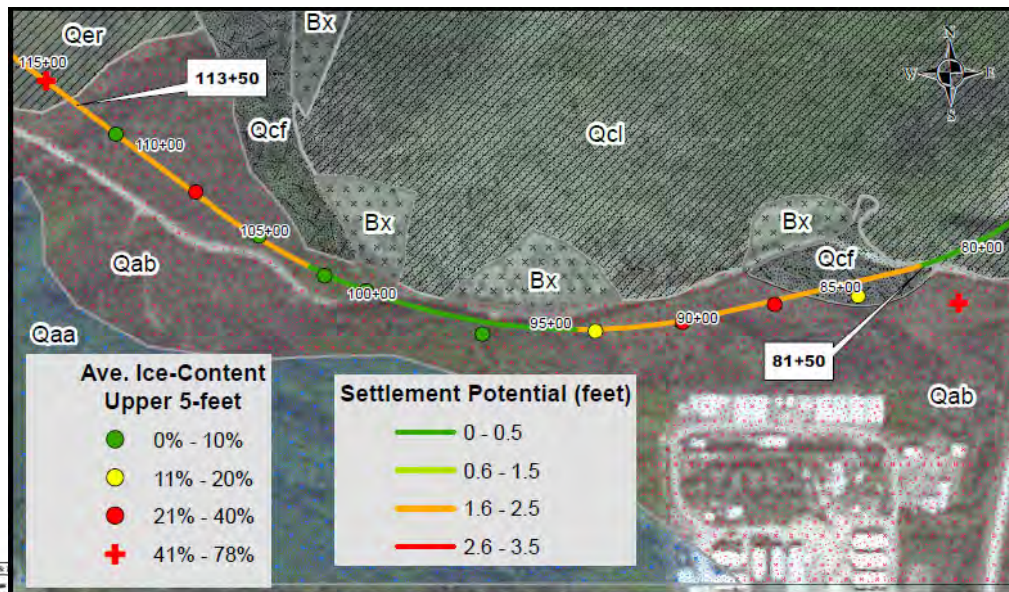 Qer
Bx
N
115+00
113+50
W E
S
Qcf
Qcl
110+00
Bx
Bx
105+00
Qcf
80+00
Qab
Bx
85+00
100+00
95+00
90+00
Qaa
81+50
Qab
Ave. Ice-Content
Upper 5-feet
0% - 10%
11% - 20%
21% - 40%
41% - 78%
Settlement Potential (feet)
0 - 0.5
0.6 - 1.5
1.6 - 2.5
2.6 - 3.5